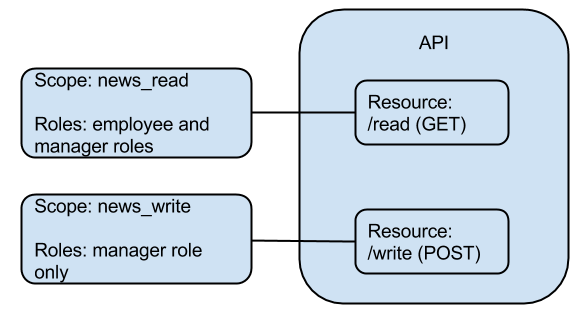 API
Scope: news_read
Roles: employee and
manager roles
Resource:
/read (GET)
Scope: news_write
Roles: manager role
only
Resource:
/write (POST)